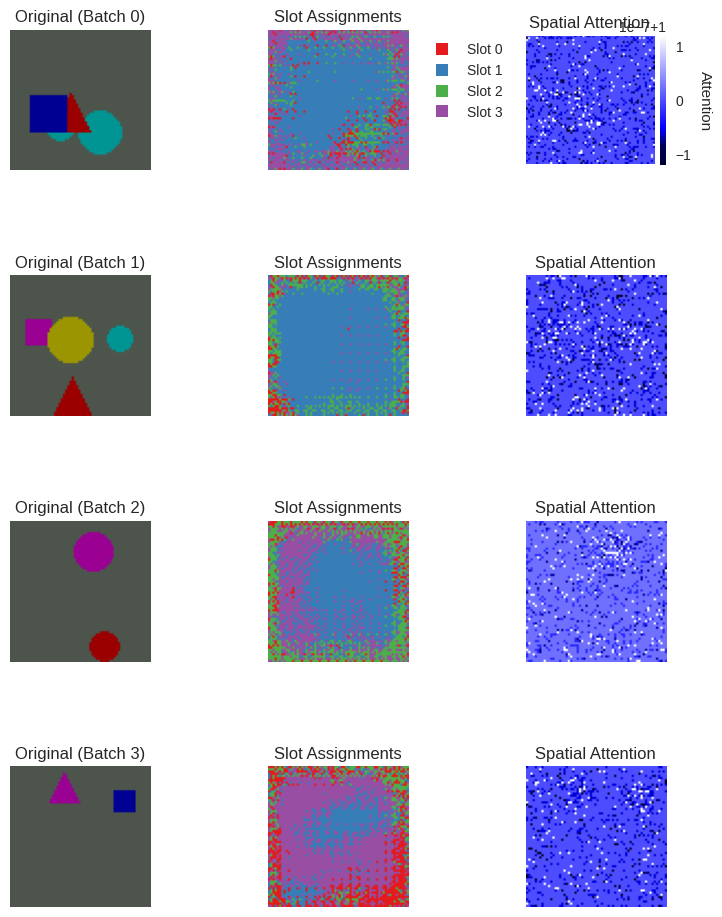 Original (Batch 0)
Slot Assignments
Slot 0
Slot 1
Slot 2
Slot 3
Spatial Attention
1e−7+1
1
0
−1
Attention
Original (Batch 1)
Slot Assignments
Spatial Attention
Original (Batch 2)
Slot Assignments
Spatial Attention
Original (Batch 3)
Slot Assignments
Spatial Attention